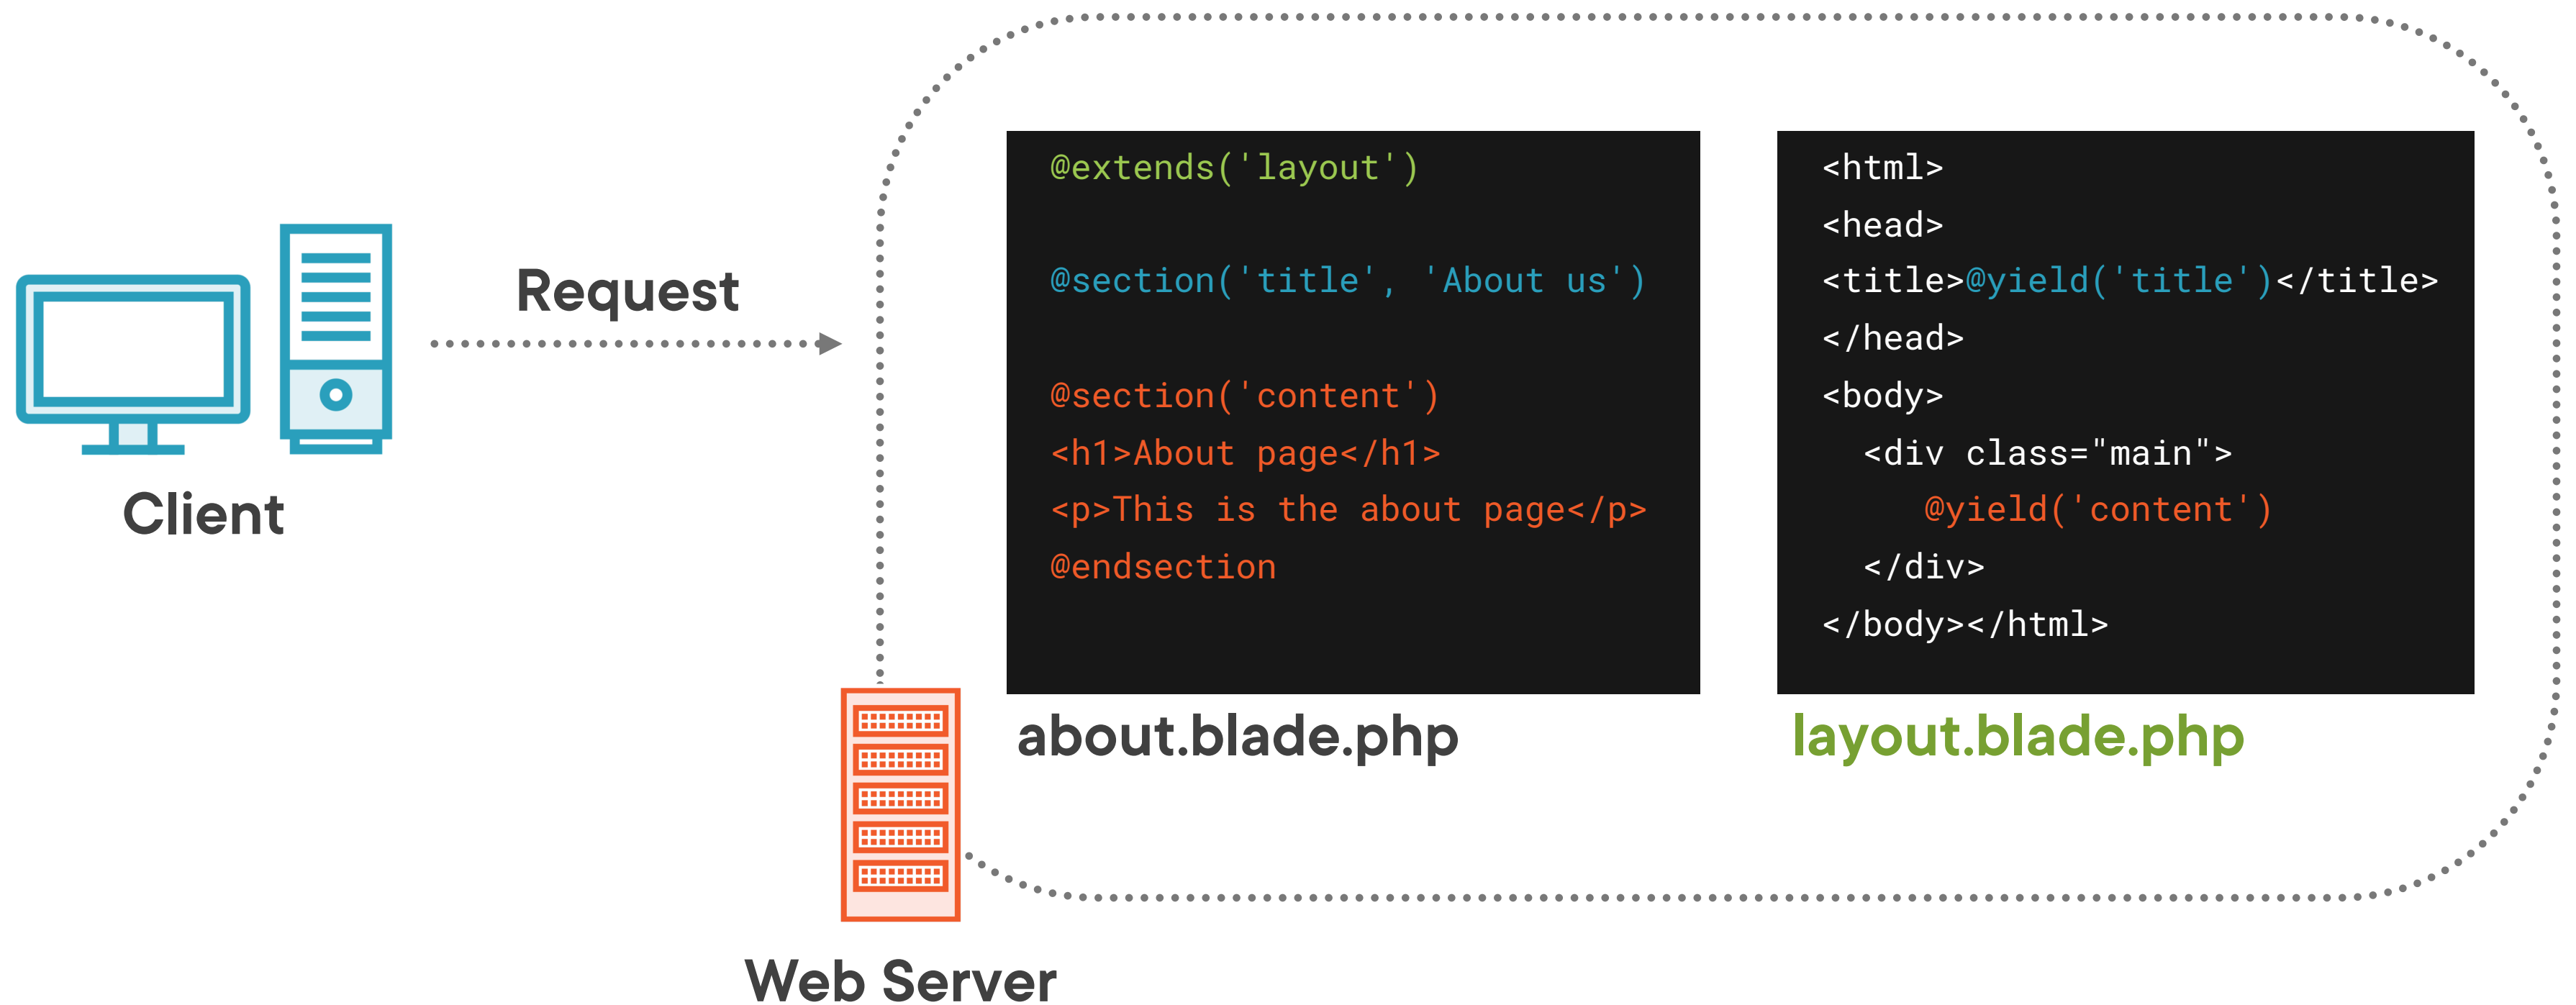 Client
Request
Web Server
@extends('layout')
@section('title', 'About us')
@section('content')
<h1>About page</h1>
<p>This is the about page</p>
@endsection
about.blade.php
<html>
<head>
<title>@yield('title')</title>
</head>
<body>
<div class="main">
@yield('content')
</div>
</body></html>
layout.blade.php